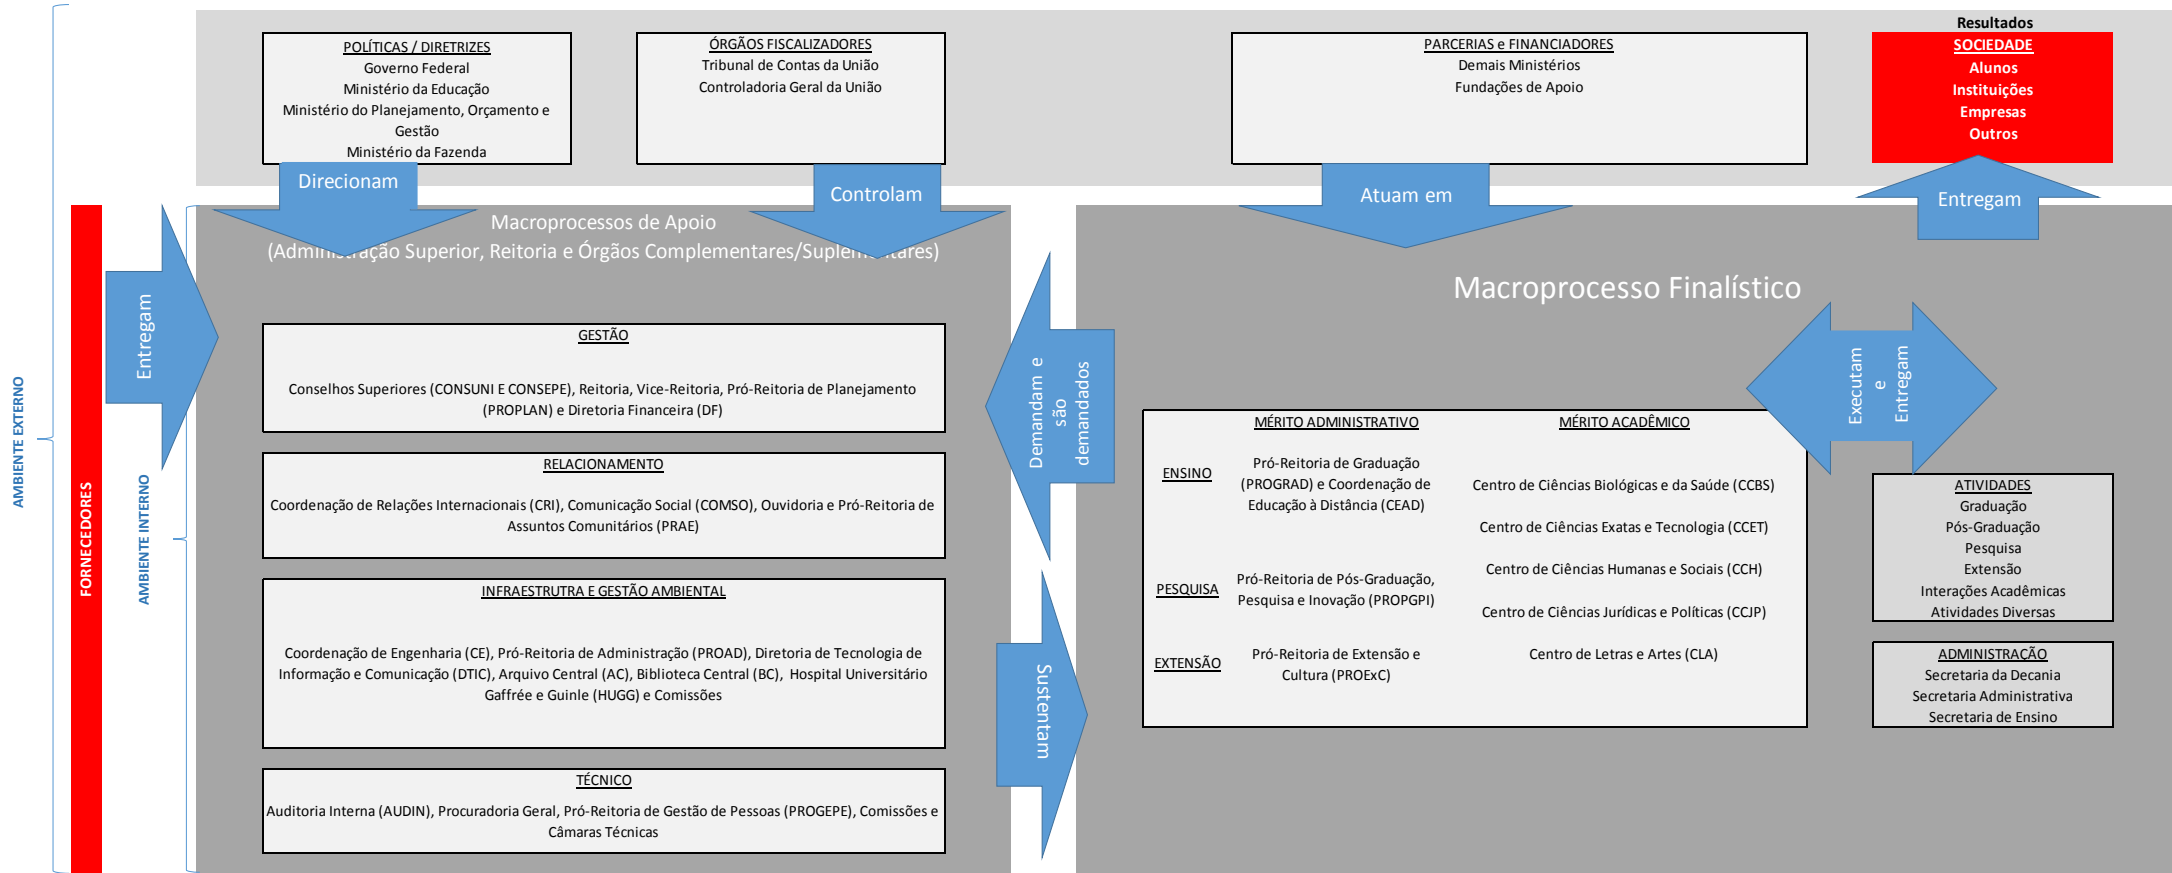 Resultados
POLÍTICAS / DIRETRIZES
Governo Federal
Ministério da Educação
Ministério do Planejamento, Orçamento e
Gestão
Ministério da Fazenda
ÓRGÃOS FISCALIZADORES
Tribunal de Contas da União
Controladoria Geral da União
PARCERIAS e FINANCIADORES
Demais Ministérios
Fundações de Apoio
SOCIEDADE
Alunos
Instituições
Empresas
Outros
Direcionam
Controlam
Atuam em
Entregam
AMBIENTE EXTERNO
FORNECEDORES
AMBIENTE INTERNO
Entregam
Macroprocessos de Apoio
(Administração Superior, Reitoria e Órgãos Complementares/Suplementares)
GESTÃO
Conselhos Superiores (CONSUNI E CONSEPE), Reitoria, Vice-Reitoria, Pró-Reitoria de Planejamento
(PROPLAN) e Diretoria Financeira (DF)
RELACIONAMENTO
Coordenação de Relações Internacionais (CRI), Comunicação Social (COMSO), Ouvidoria e Pró-Reitoria de
Assuntos Comunitários (PRAE)
INFRAESTRUTRA E GESTÃO AMBIENTAL
Coordenação de Engenharia (CE), Pró-Reitoria de Administração (PROAD), Diretoria de Tecnologia de
Informação e Comunicação (DTIC), Arquivo Central (AC), Biblioteca Central (BC), Hospital Universitário
Gaffrée e Guinle (HUGG) e Comissões
TÉCNICO
Auditoria Interna (AUDIN), Procuradoria Geral, Pró-Reitoria de Gestão de Pessoas (PROGEPE), Comissões e
Câmaras Técnicas
Demandam e
são
demandados
Sustentam
Macroprocesso Finalístico
Executam
e
Entregam
MÉRITO ADMINISTRATIVO
ENSINO
Pró-Reitoria de Graduação
(PROGRAD) e Coordenação de
Educação à Distância (CEAD)
PESQUISA
Pró-Reitoria de Pós-Graduação,
Pesquisa e Inovação (PROPGPI)
EXTENSÃO
Pró-Reitoria de Extensão e
Cultura (PROExC)
MÉRITO ACADÊMICO
Centro de Ciências Biológicas e da Saúde (CCBS)
Centro de Ciências Exatas e Tecnologia (CCET)
Centro de Ciências Humanas e Sociais (CCH)
Centro de Ciências Jurídicas e Políticas (CCJP)
Centro de Letras e Artes (CLA)
ATIVIDADES
Graduação
Pós-Graduação
Pesquisa
Extensão
Interações Acadêmicas
Atividades Diversas
ADMINISTRAÇÃO
Secretaria da Decania
Secretaria Administrativa
Secretaria de Ensino